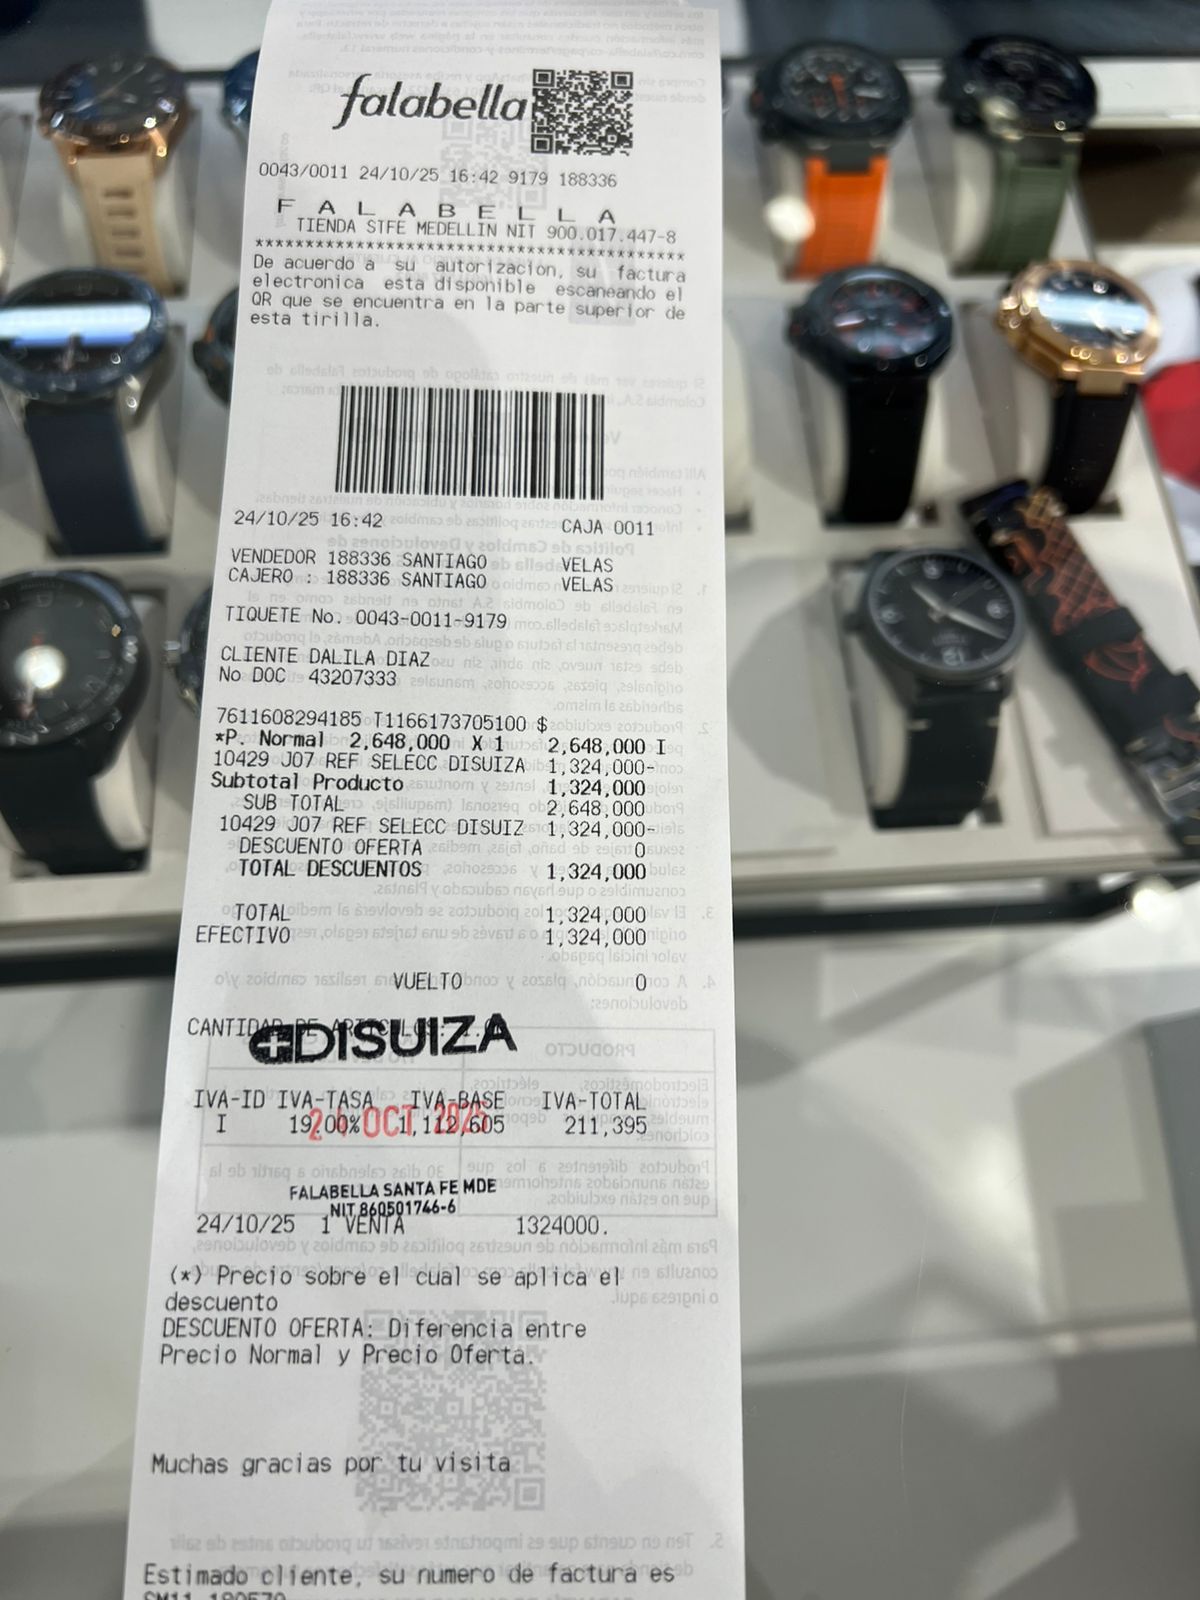 falabella
0043/0011 24/10/25 16:42 9179 188336
F A L A B E L L A
TIENDA STFE MEDELLIN NIT 900.017.447-8
*******************************************
De acuerdo a su autorizacion, su factura
electronica esta disponible escaneando el
QR que se encuentra en la parte superior de
esta tirilla.
24/10/25 16:42 CAJA 0011
VENDEDOR 188336 SANTIAGO VELAS
CAJERO : 188336 SANTIAGO VELAS
TIQUETE No. 0043-0011-9179
CLIENTE DALILA DIAZ
No DOC 43207333
7611608294185 T1166173705100 $
*P. Normal 2,648,000 X 1 2,648,000 I
10429 J07 REF SELECC DISUIZA 1,324,000-
Subtotal Producto 1,324,000
SUB TOTAL 2,648,000
10429 J07 REF SELECC DISUIZ 1,324,000-
DESCUENTO OFERTA 0
TOTAL DESCUENTOS 1,324,000
TOTAL 1,324,000
EFECTIVO 1,324,000
VUELTO 0
CANTIDAD DE ARTICULOS:
DISUIZA
IVA-ID IVA-TASA IVA-BASE IVA-TOTAL
I 19.00% 1,112,605 211,395
OCT 2025
FALABELLA SANTA FE MDE
NIT 860501746-6
24/10/25 1 VENTA 1324000.
(*) Precio sobre el cual se aplica el
descuento
DESCUENTO OFERTA: Diferencia entre
Precio Normal y Precio Oferta.
Muchas gracias por tu visita
Estimado cliente, su numero de factura es